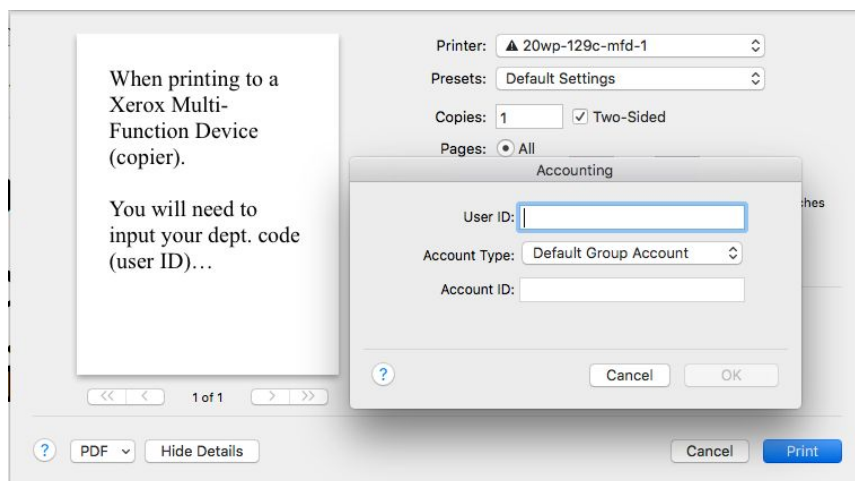 When printing to a
Xerox Multi-
Function Device
(copier).
You will need to
input your dept. code
(user ID)…
1 of 1
Printer: 20wp-129c-mfd-1
Presets: Default Settings
Copies: 1 Two-Sided
Pages: All
Accounting
User ID:
Account Type: Default Group Account
Account ID:
? Cancel OK
? PDF Hide Details Cancel Print